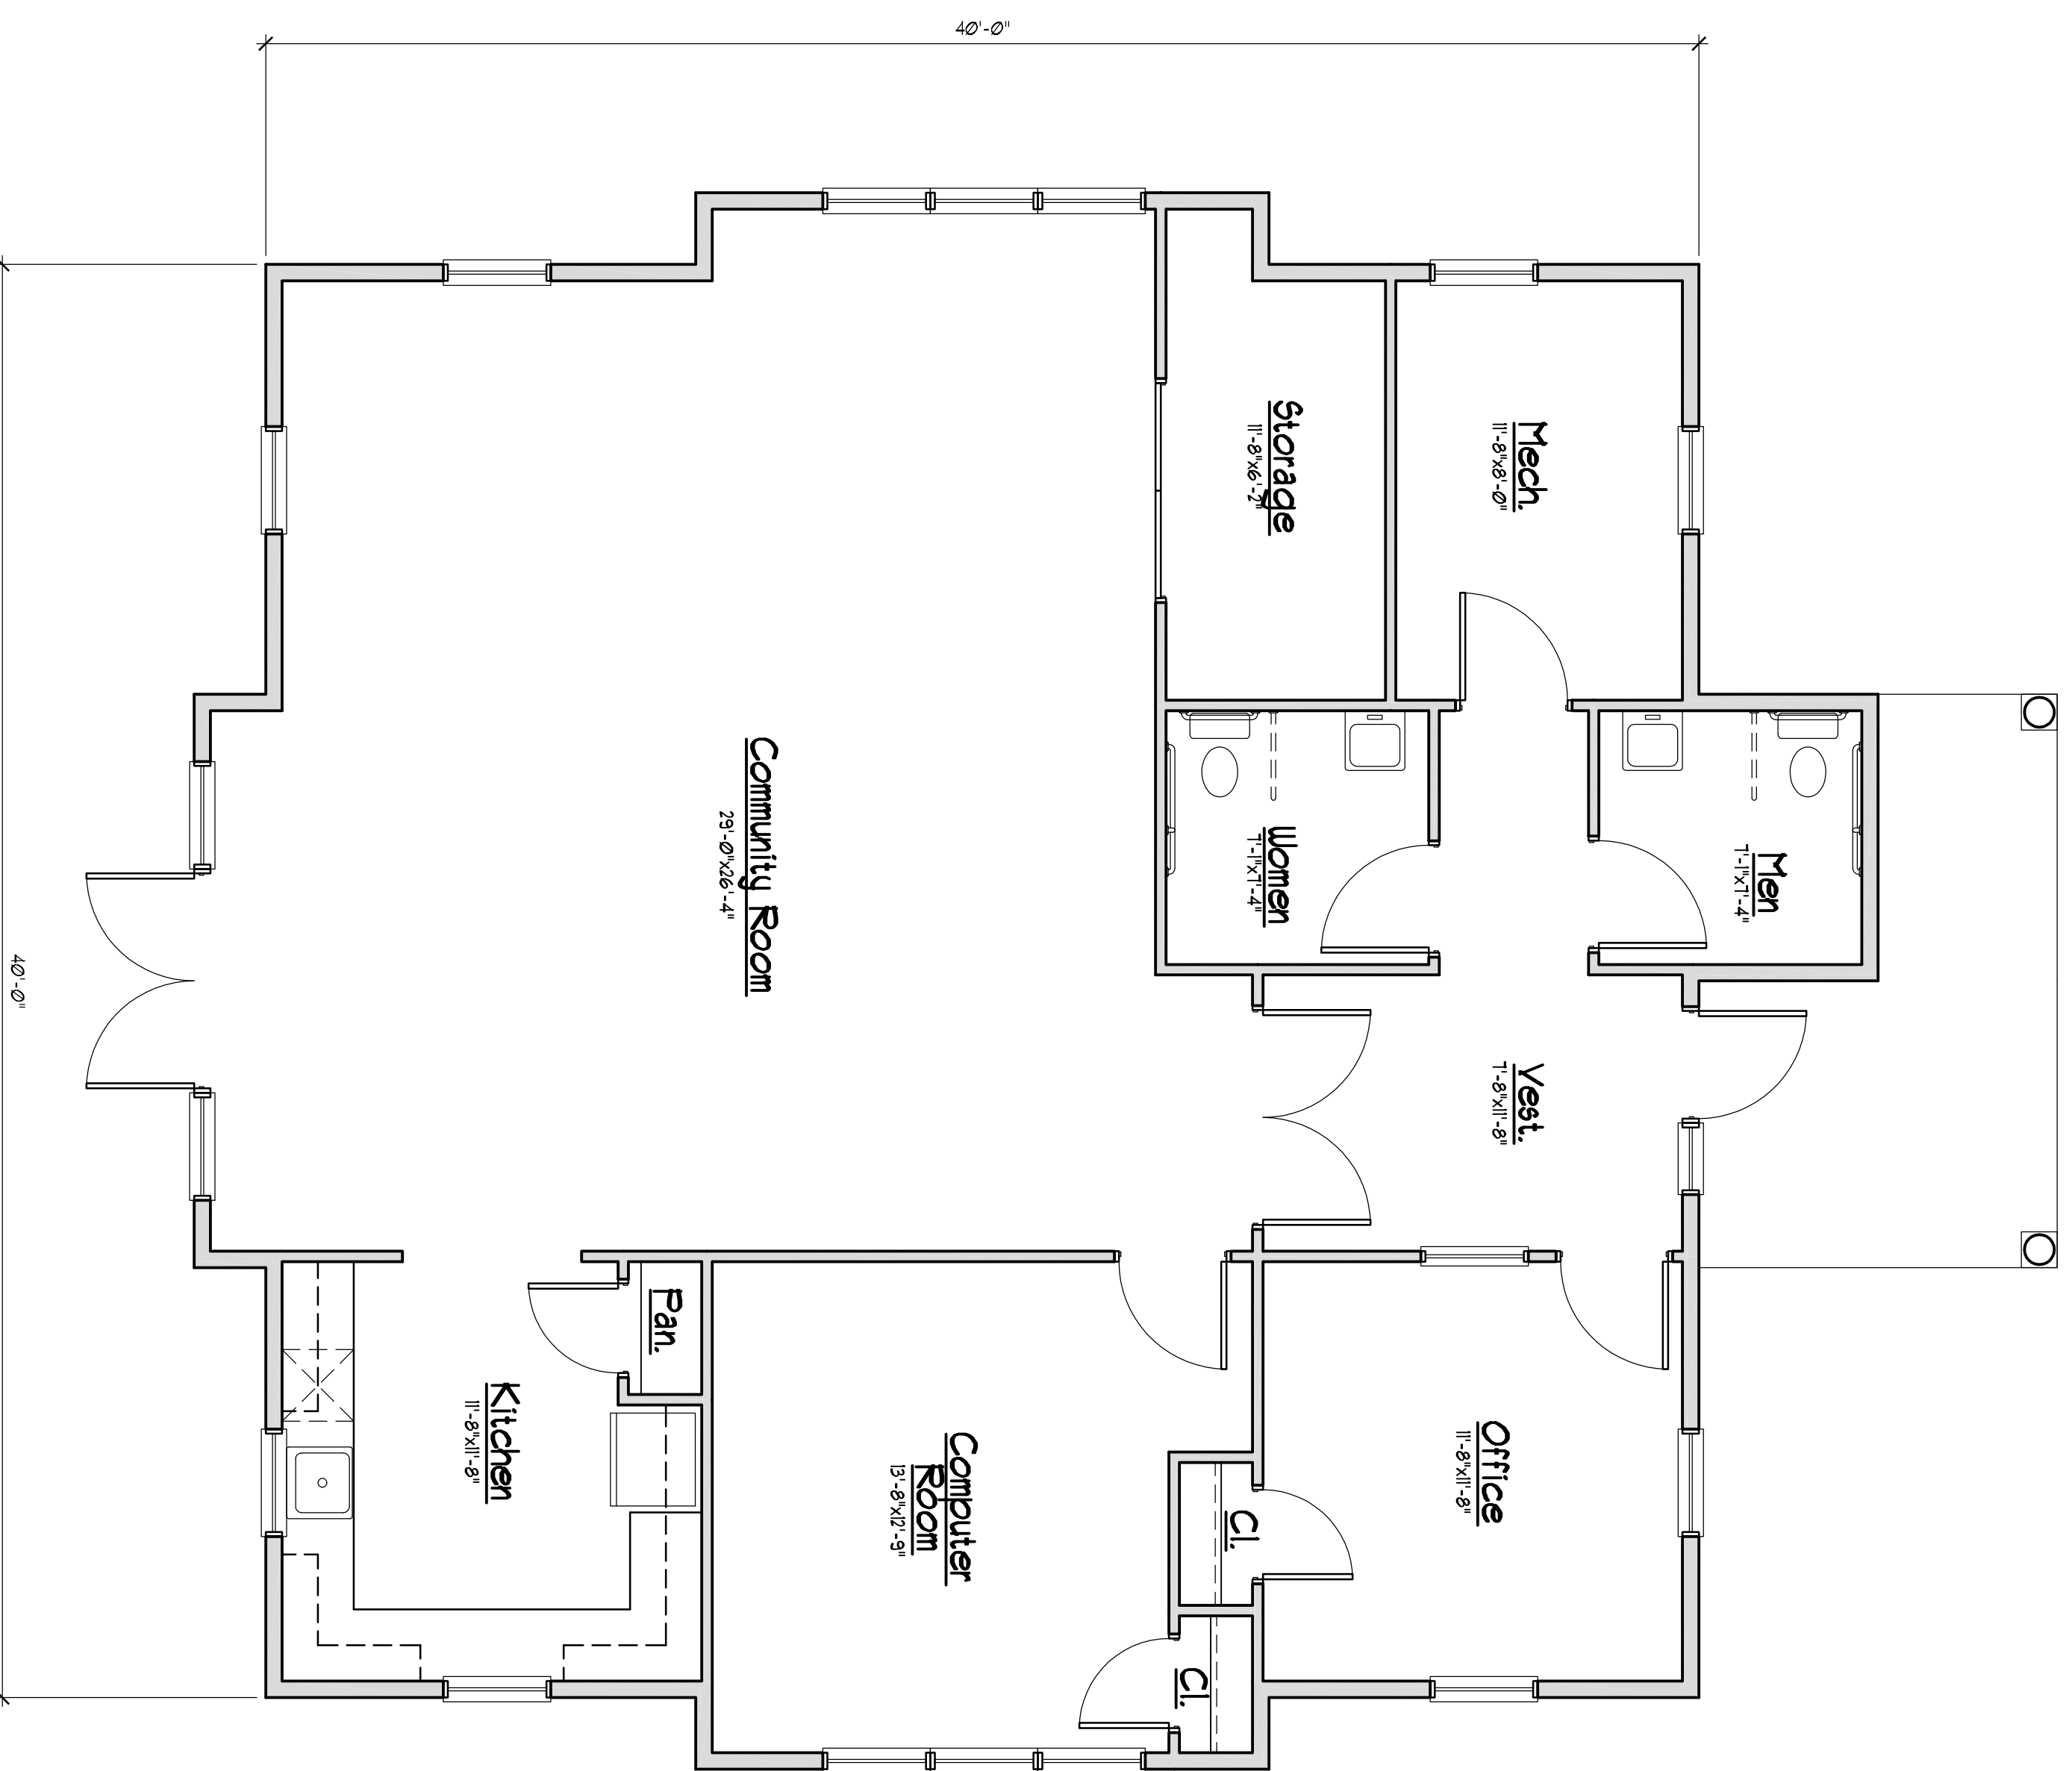 40'-0"
Mech.
11'-8"x8'-0"
Storage
11'-8"x6'-2"
Men
7'-1"x7'-4"
Women
7'-1"x7'-4"
Community Room
29'-0"x26'-4"
Vest.
7'-8"x11'-8"
40'-0"
Pan.
Kitchen
11'-8"x11'-8"
Computer
Room
13'-8"x12'-9"
Office
11'-8"x11'-8"
Cl.
Cl.